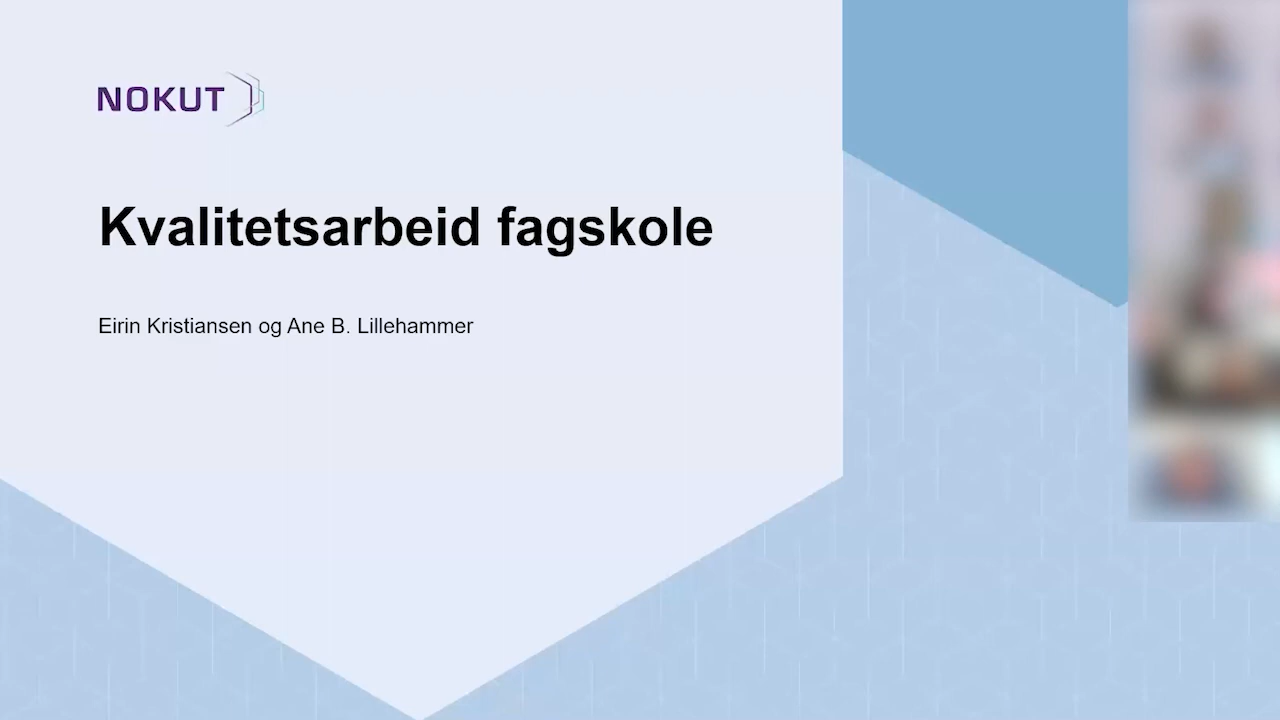 NOKUT
Kvalitetsarbeid fagskole
Eirin Kristiansen og Ane B. Lillehammer